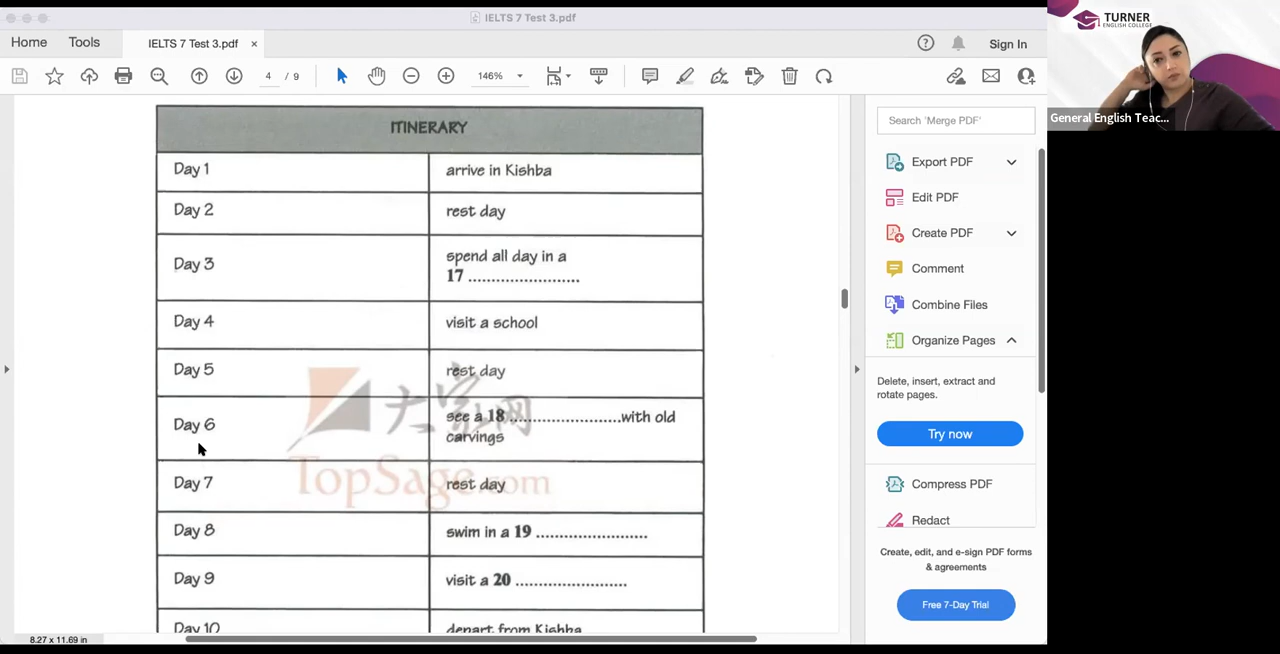 IELTS 7 Test 3.pdf
Home
Tools
IELTS 7 Test 3.pdf ×
Sign In
4 / 9
146%
ITINERARY
Day 1
arrive in Kishba
Day 2
rest day
Day 3
spend all day in a
17 ........................
Day 4
visit a school
Day 5
rest day
Day 6
see a 18 ........................with old
carvings
Day 7
rest day
Day 8
swim in a 19 ........................
Day 9
visit a 20 ........................
Day 10
depart from Kishba
大家网
TopSage.com
8.27 x 11.69 in
Search 'Merge PDF'
Export PDF
Edit PDF
Create PDF
Comment
Combine Files
Organize Pages
Delete, insert, extract and
rotate pages.
Try now
Compress PDF
Redact
Create, edit, and e-sign PDF forms
& agreements
Free 7-Day Trial
TURNER
ENGLISH COLLEGE
General English Teac...